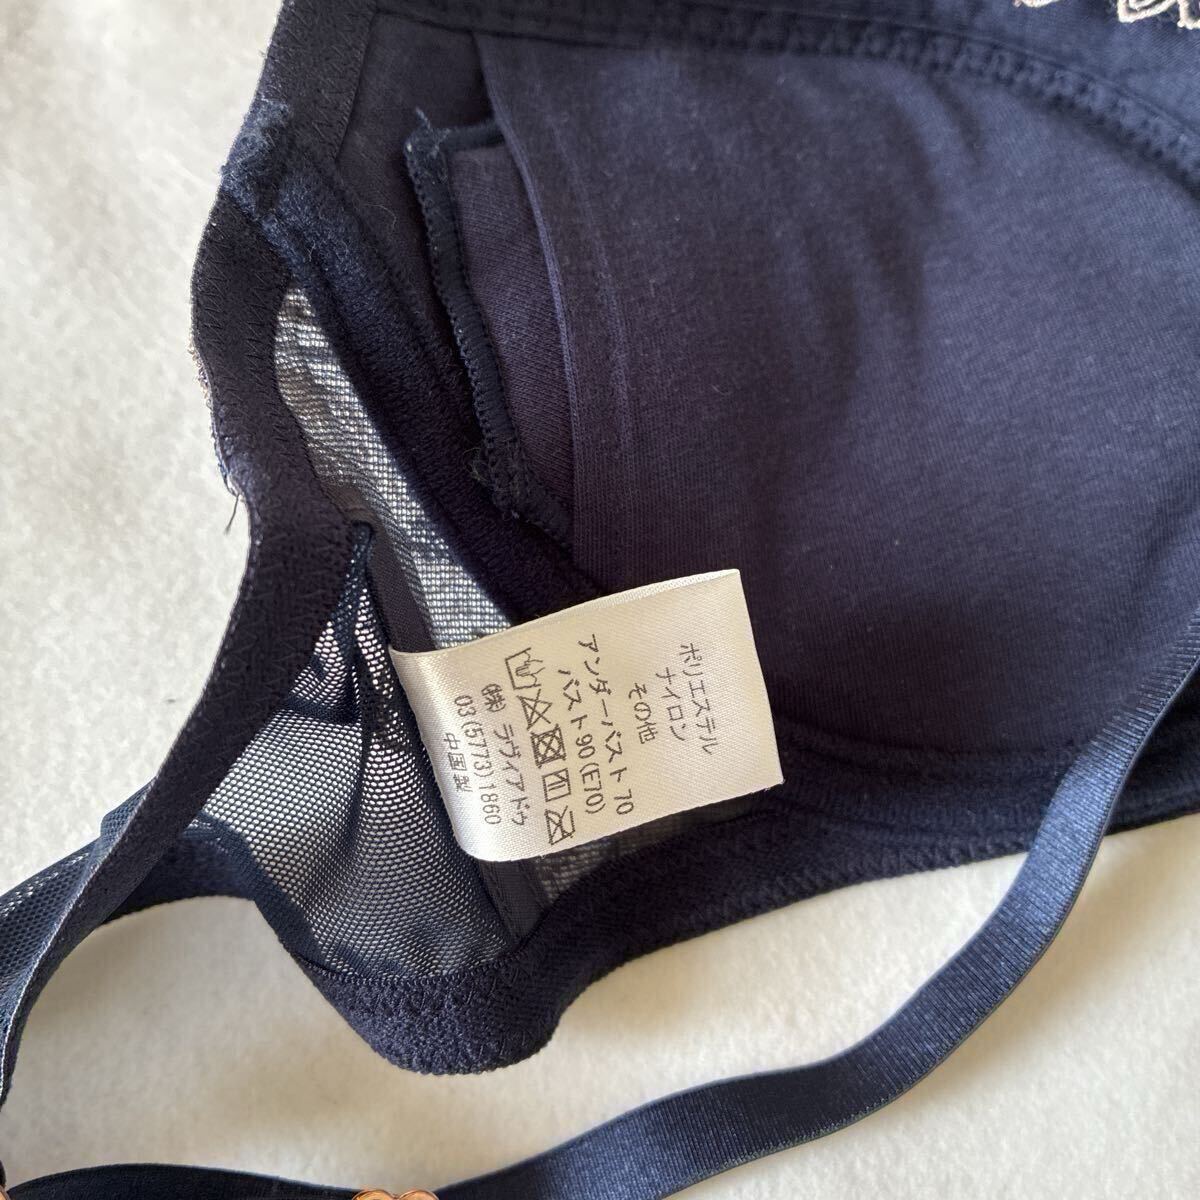 ポリエステル
ナイロン
その他
アンダーバスト 70
バスト90(E70)
㈱ ラヴィアドゥ
03(5773)1860
中国製